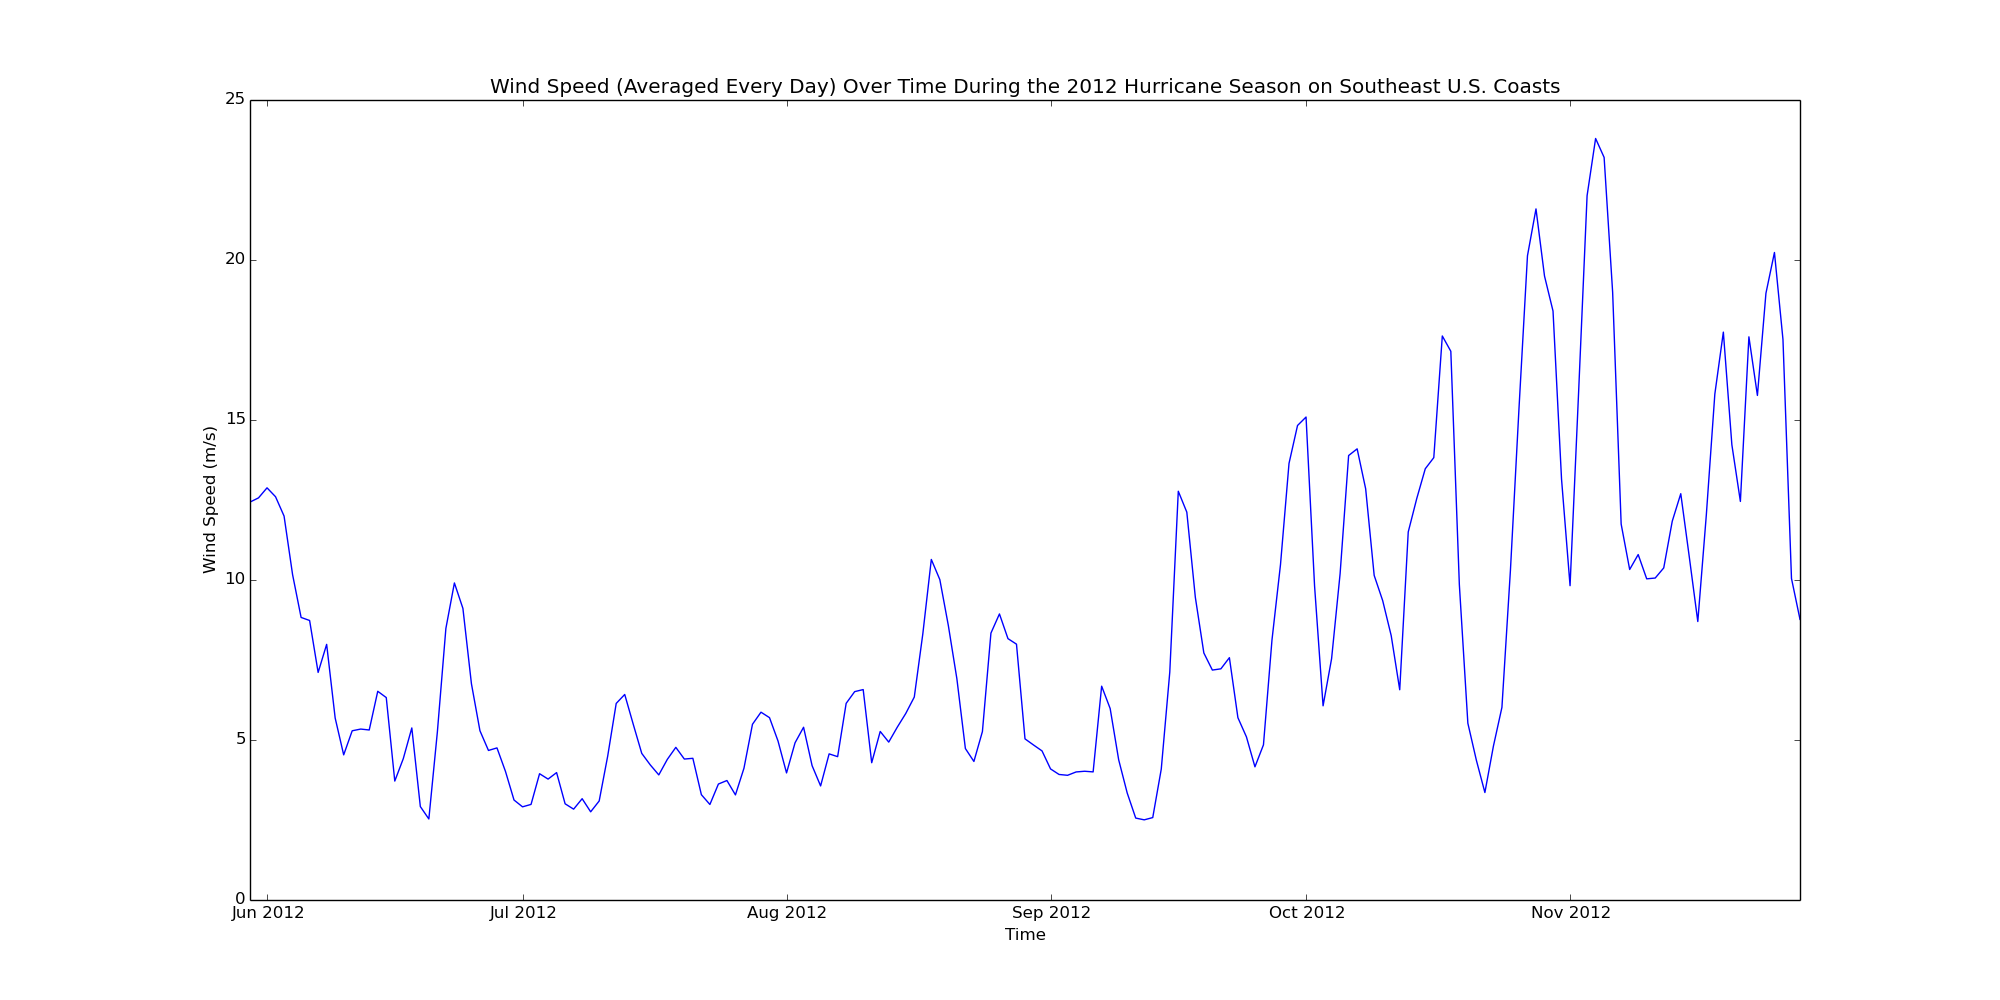 Wind Speed (Averaged Every Day) Over Time During the 2012 Hurricane Season on Southeast U.S. Coasts
25
20
15
10
5
0
Wind Speed (m/s)
Jun 2012
Jul 2012
Aug 2012
Sep 2012
Oct 2012
Nov 2012
Time